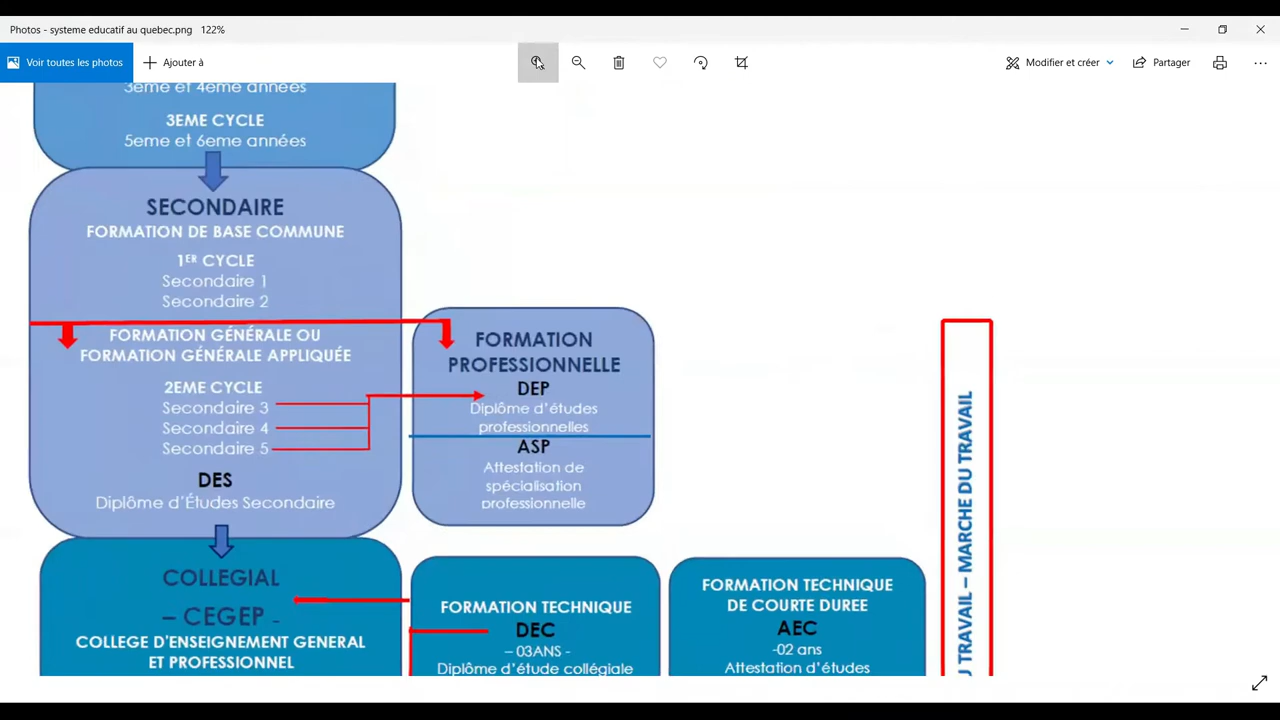 Photos - systeme educatif au quebec.png 122%
Voir toutes les photos
Ajouter à
Modifier et créer
Partager
3eme et 4eme années
3EME CYCLE
5eme et 6eme années
SECONDAIRE
FORMATION DE BASE COMMUNE
1ER CYCLE
Secondaire 1
Secondaire 2
FORMATION GÉNÉRALE OU
FORMATION GÉNÉRALE APPLIQUÉE
2EME CYCLE
Secondaire 3
Secondaire 4
Secondaire 5
DES
Diplôme d'Études Secondaire
FORMATION
PROFESSIONNELLE
DEP
Diplôme d'études
professionnelles
ASP
Attestation de
spécialisation
professionnelle
COLLEGIAL
– CEGEP -
COLLEGE D'ENSEIGNEMENT GENERAL
ET PROFESSIONNEL
FORMATION TECHNIQUE
DEC
– 03ANS -
Diplôme d'étude collégiale
FORMATION TECHNIQUE
DE COURTE DUREE
AEC
-02 ans
Attestation d'études
U TRAVAIL – MARCHE DU TRAVAIL